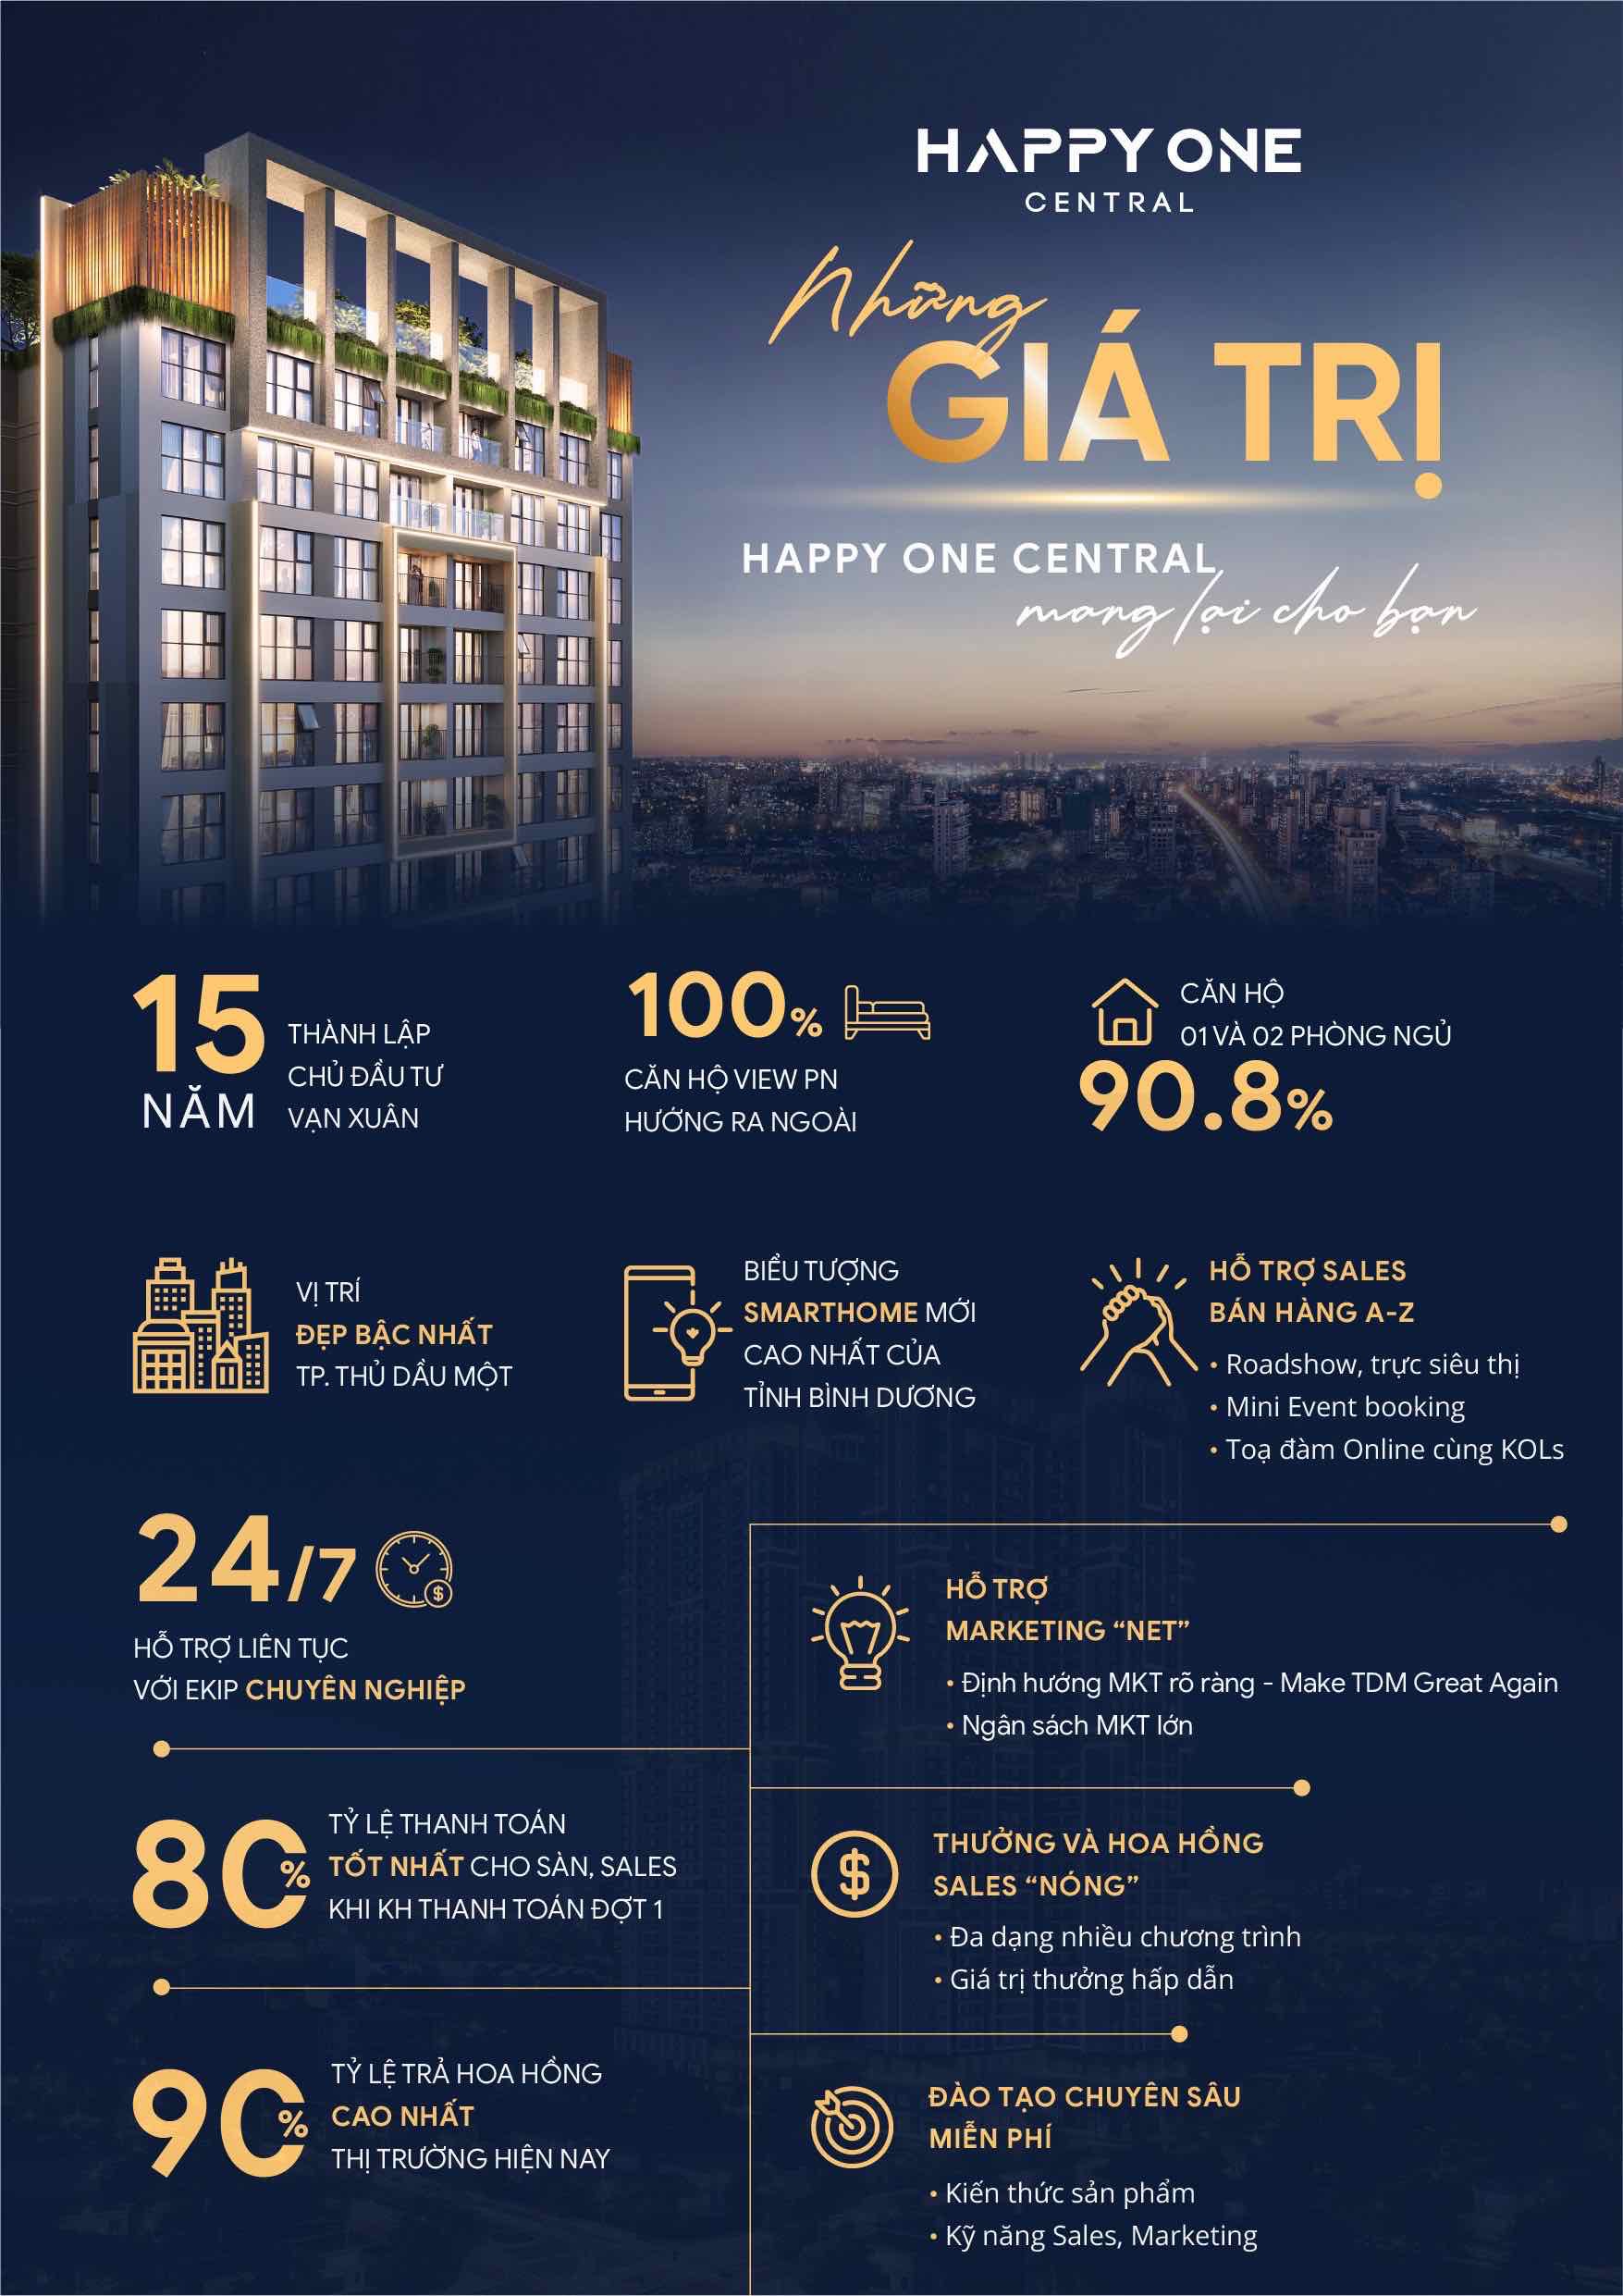 HAPPY ONE
CENTRAL
Những
GIÁ TRỊ
HAPPY ONE CENTRAL
mang lại cho bạn
15
NĂM
THÀNH LẬP
CHỦ ĐẦU TƯ
VẠN XUÂN
100%
CĂN HỘ VIEW PN
HƯỚNG RA NGOÀI
CĂN HỘ
01 VÀ 02 PHÒNG NGỦ
90.8%
VỊ TRÍ
ĐẸP BẬC NHẤT
TP. THỦ DẦU MỘT
BIỂU TƯỢNG
SMARTHOME MỚI
CAO NHẤT CỦA
TỈNH BÌNH DƯƠNG
HỖ TRỢ SALES
BÁN HÀNG A-Z
• Roadshow, trực siêu thị
• Mini Event booking
• Toạ đàm Online cùng KOLs
24/7
$
HỖ TRỢ LIÊN TỤC
VỚI EKIP CHUYÊN NGHIỆP
HỖ TRỢ
MARKETING “NET”
• Định hướng MKT rõ ràng - Make TDM Great Again
• Ngân sách MKT lớn
80%
TỶ LỆ THANH TOÁN
TỐT NHẤT CHO SÀN, SALES
KHI KH THANH TOÁN ĐỢT 1
$
THƯỞNG VÀ HOA HỒNG
SALES “NÓNG”
• Đa dạng nhiều chương trình
• Giá trị thưởng hấp dẫn
90%
TỶ LỆ TRẢ HOA HỒNG
CAO NHẤT
THỊ TRƯỜNG HIỆN NAY
ĐÀO TẠO CHUYÊN SÂU
MIỄN PHÍ
• Kiến thức sản phẩm
• Kỹ năng Sales, Marketing